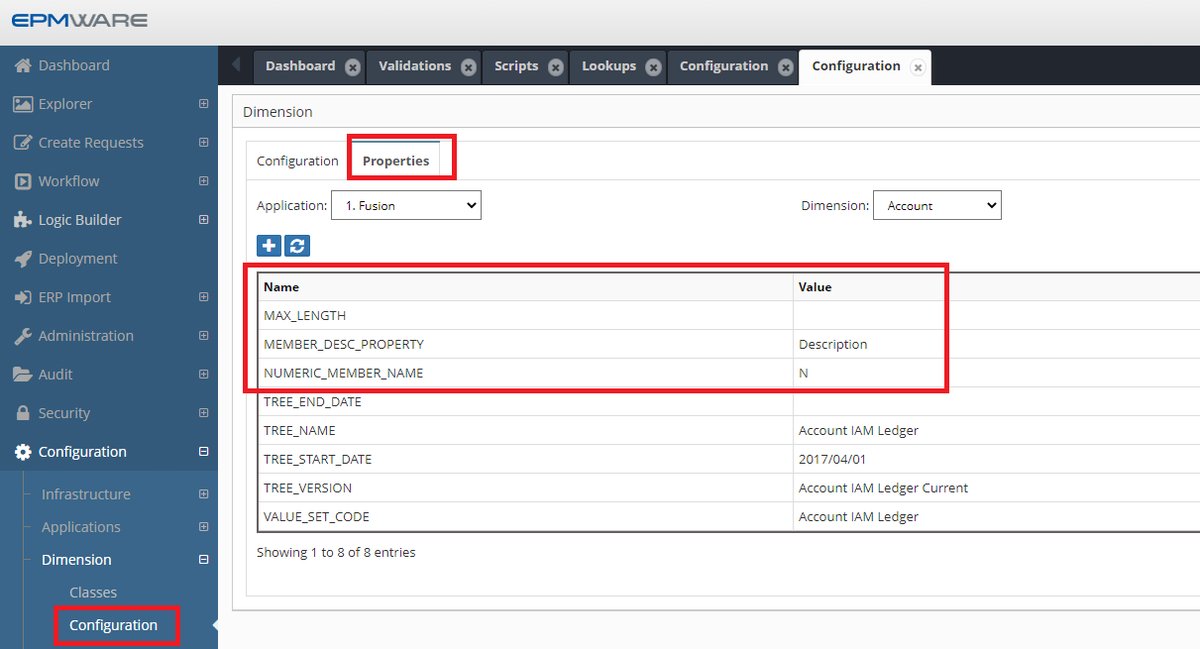 EPMWARE
Dashboard
Explorer
Create Requests
Workflow
Logic Builder
Deployment
ERP Import
Administration
Audit
Security
Configuration
Infrastructure
Applications
Dimension
Classes
Configuration
Dashboard Validations Scripts Lookups Configuration Configuration
Dimension
Configuration Properties
Application: 1. Fusion Dimension: Account
Name Value
MAX_LENGTH
MEMBER_DESC_PROPERTY Description
NUMERIC_MEMBER_NAME N
TREE_END_DATE
TREE_NAME Account IAM Ledger
TREE_START_DATE 2017/04/01
TREE_VERSION Account IAM Ledger Current
VALUE_SET_CODE Account IAM Ledger
Showing 1 to 8 of 8 entries